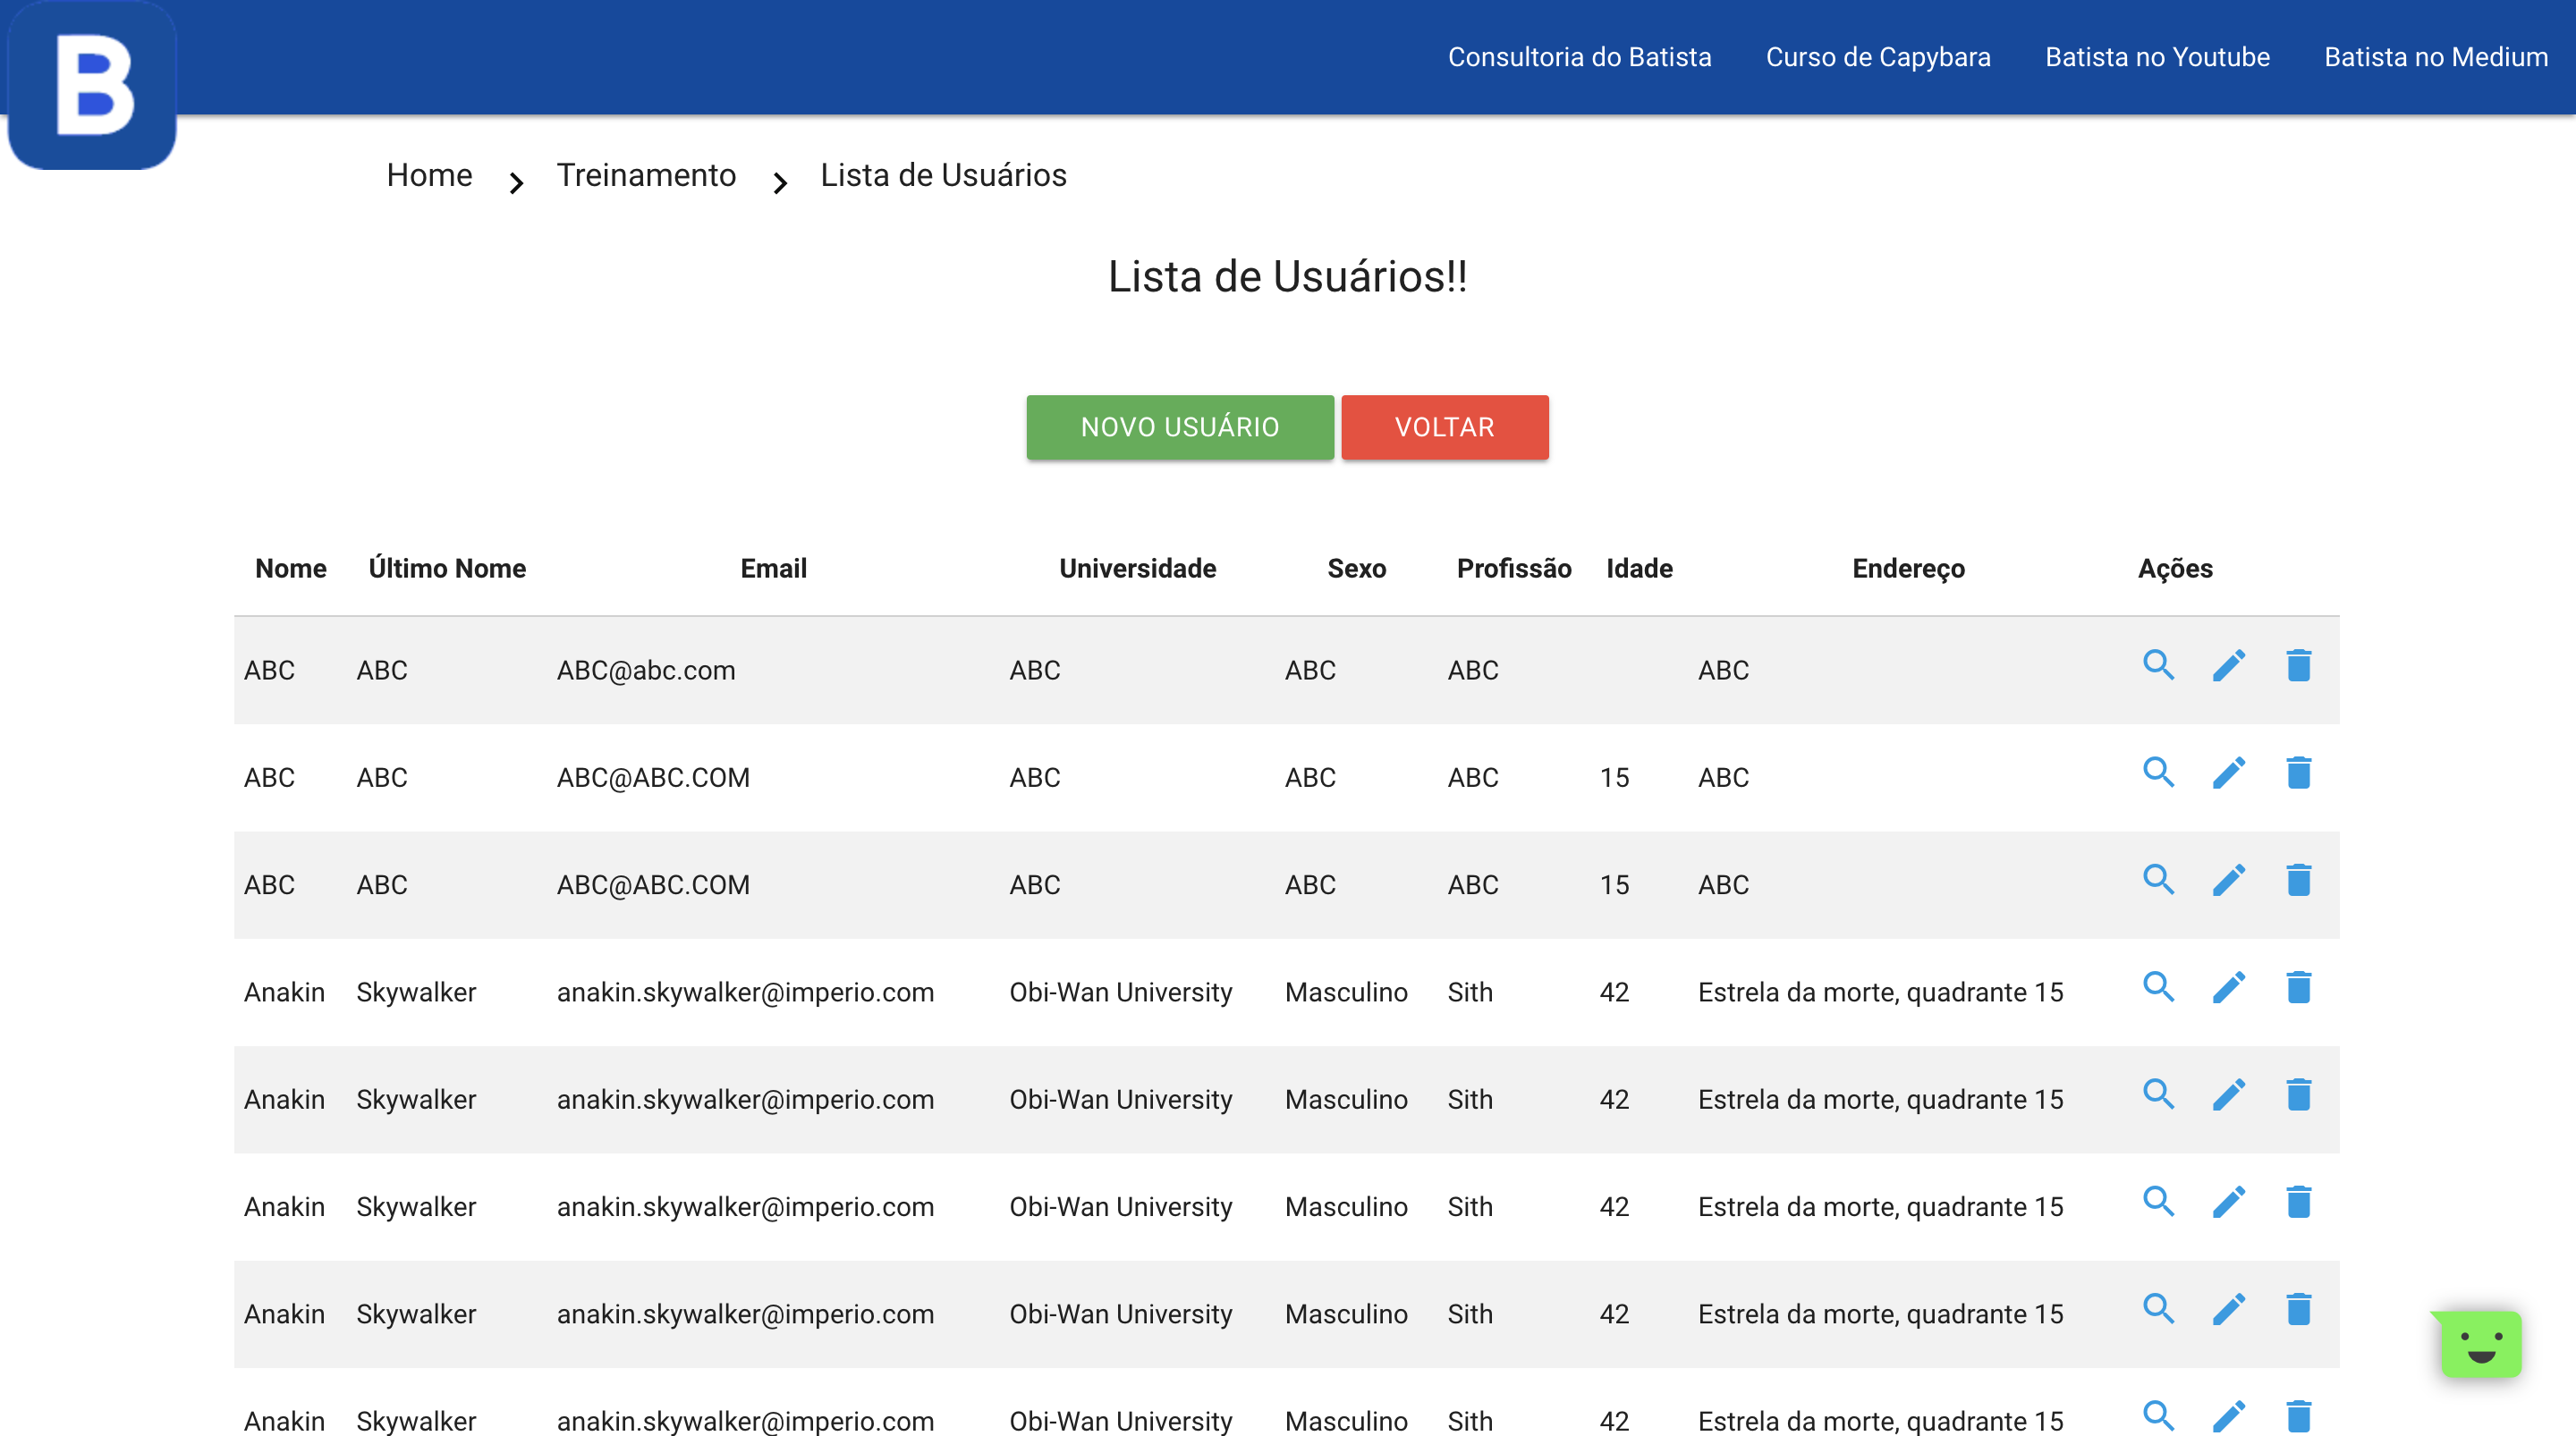 B
Consultoria do Batista Curso de Capybara Batista no Youtube Batista no Medium
Home Treinamento Lista de Usuários
Lista de Usuários!!
NOVO USUÁRIO VOLTAR
Nome Último Nome Email Universidade Sexo Profissão Idade Endereço Ações
ABC ABC ABC@abc.com ABC ABC ABC ABC
ABC ABC ABC@ABC.COM ABC ABC ABC 15 ABC
ABC ABC ABC@ABC.COM ABC ABC ABC 15 ABC
Anakin Skywalker anakin.skywalker@imperio.com Obi-Wan University Masculino Sith 42 Estrela da morte, quadrante 15
Anakin Skywalker anakin.skywalker@imperio.com Obi-Wan University Masculino Sith 42 Estrela da morte, quadrante 15
Anakin Skywalker anakin.skywalker@imperio.com Obi-Wan University Masculino Sith 42 Estrela da morte, quadrante 15
Anakin Skywalker anakin.skywalker@imperio.com Obi-Wan University Masculino Sith 42 Estrela da morte, quadrante 15
Anakin Skywalker anakin.skywalker@imperio.com Obi-Wan University Masculino Sith 42 Estrela da morte, quadrante 15